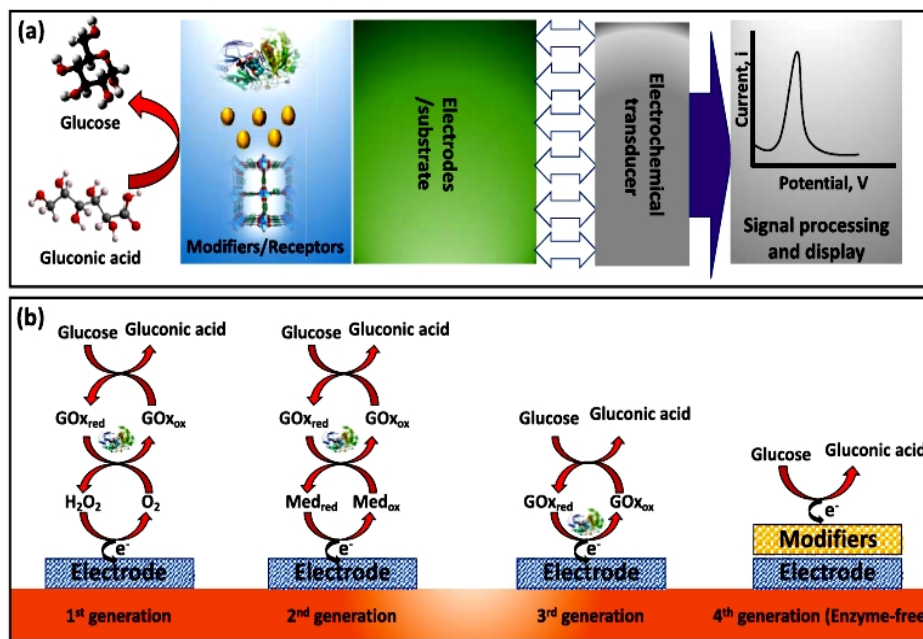 (a)
Glucose
Gluconic acid
Modifiers/Receptors
Electrodes
/substrate
Electrochemical
transducer
Current, i
Potential, V
Signal processing
and display
(b)
Glucose Gluconic acid
GOxred GOxox
H2O2 O2
e-
Electrode
1st generation
Glucose Gluconic acid
GOxred GOxox
Medred Medox
e-
Electrode
2nd generation
Glucose Gluconic acid
GOxred GOxox
e-
Electrode
3rd generation
Glucose Gluconic acid
e-
Modifiers
Electrode
4th generation (Enzyme-free